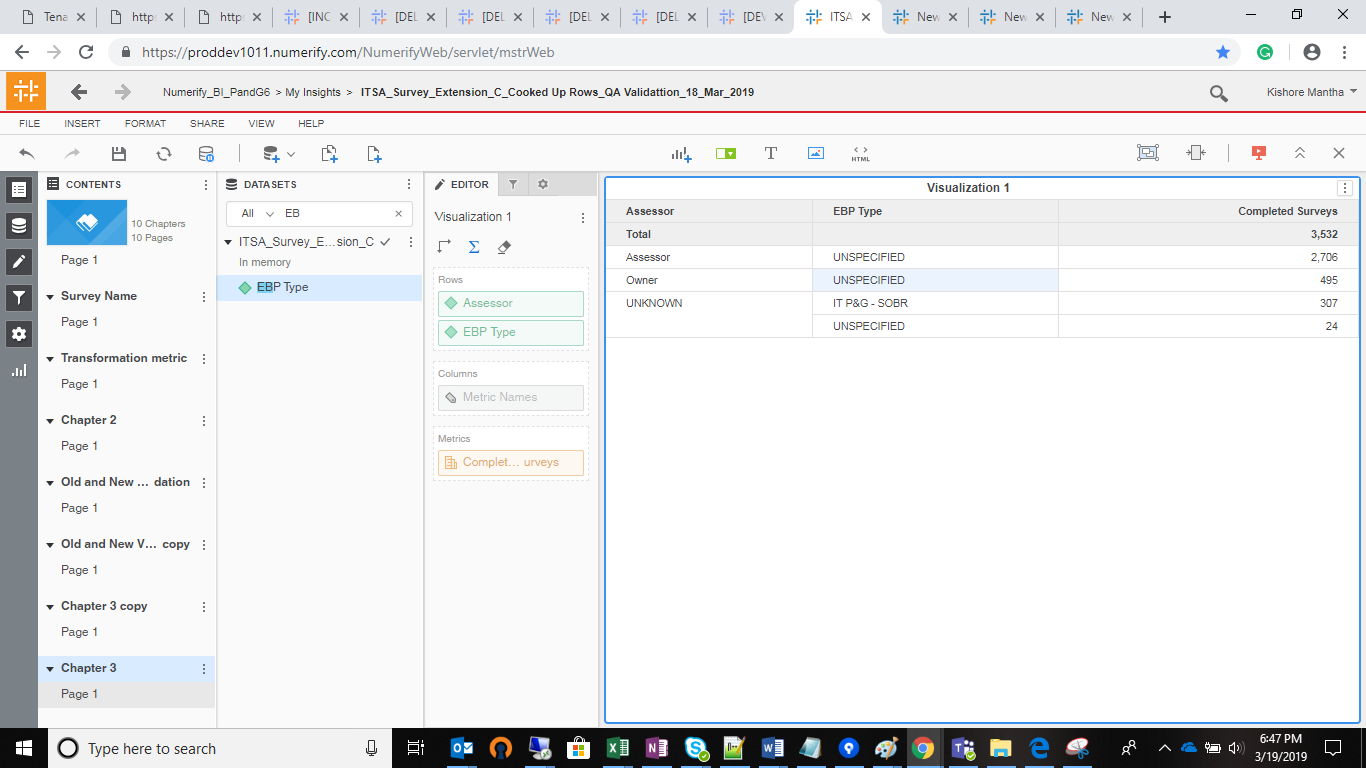 Tena
https
https
[INC
[DEL
[DEL
[DEL
[DEL
[DEV
ITSA
New
New
New
https://proddev1011.numerify.com/NumerifyWeb/servlet/mstrWeb
Numerify_BI_PandG6 > My Insights > ITSA_Survey_Extension_C_Cooked Up Rows_QA Validattion_18_Mar_2019
Kishore Mantha
FILE INSERT FORMAT SHARE VIEW HELP
T
HTML
CONTENTS
10 Chapters
10 Pages
Page 1
Survey Name
Page 1
Transformation metric
Page 1
Chapter 2
Page 1
Old and New ... dation
Page 1
Old and New V... copy
Page 1
Chapter 3 copy
Page 1
Chapter 3
Page 1
DATASETS
All EB
ITSA_Survey_E...sion_C
In memory
EBP Type
EDITOR
Visualization 1
Rows
Assessor
EBP Type
Columns
Metric Names
Metrics
Complet... urveys
Visualization 1
Assessor EBP Type Completed Surveys
Total 3,532
Assessor UNSPECIFIED 2,706
Owner UNSPECIFIED 495
UNKNOWN IT P&G - SOBR 307
UNSPECIFIED 24
Type here to search
6:47 PM
3/19/2019